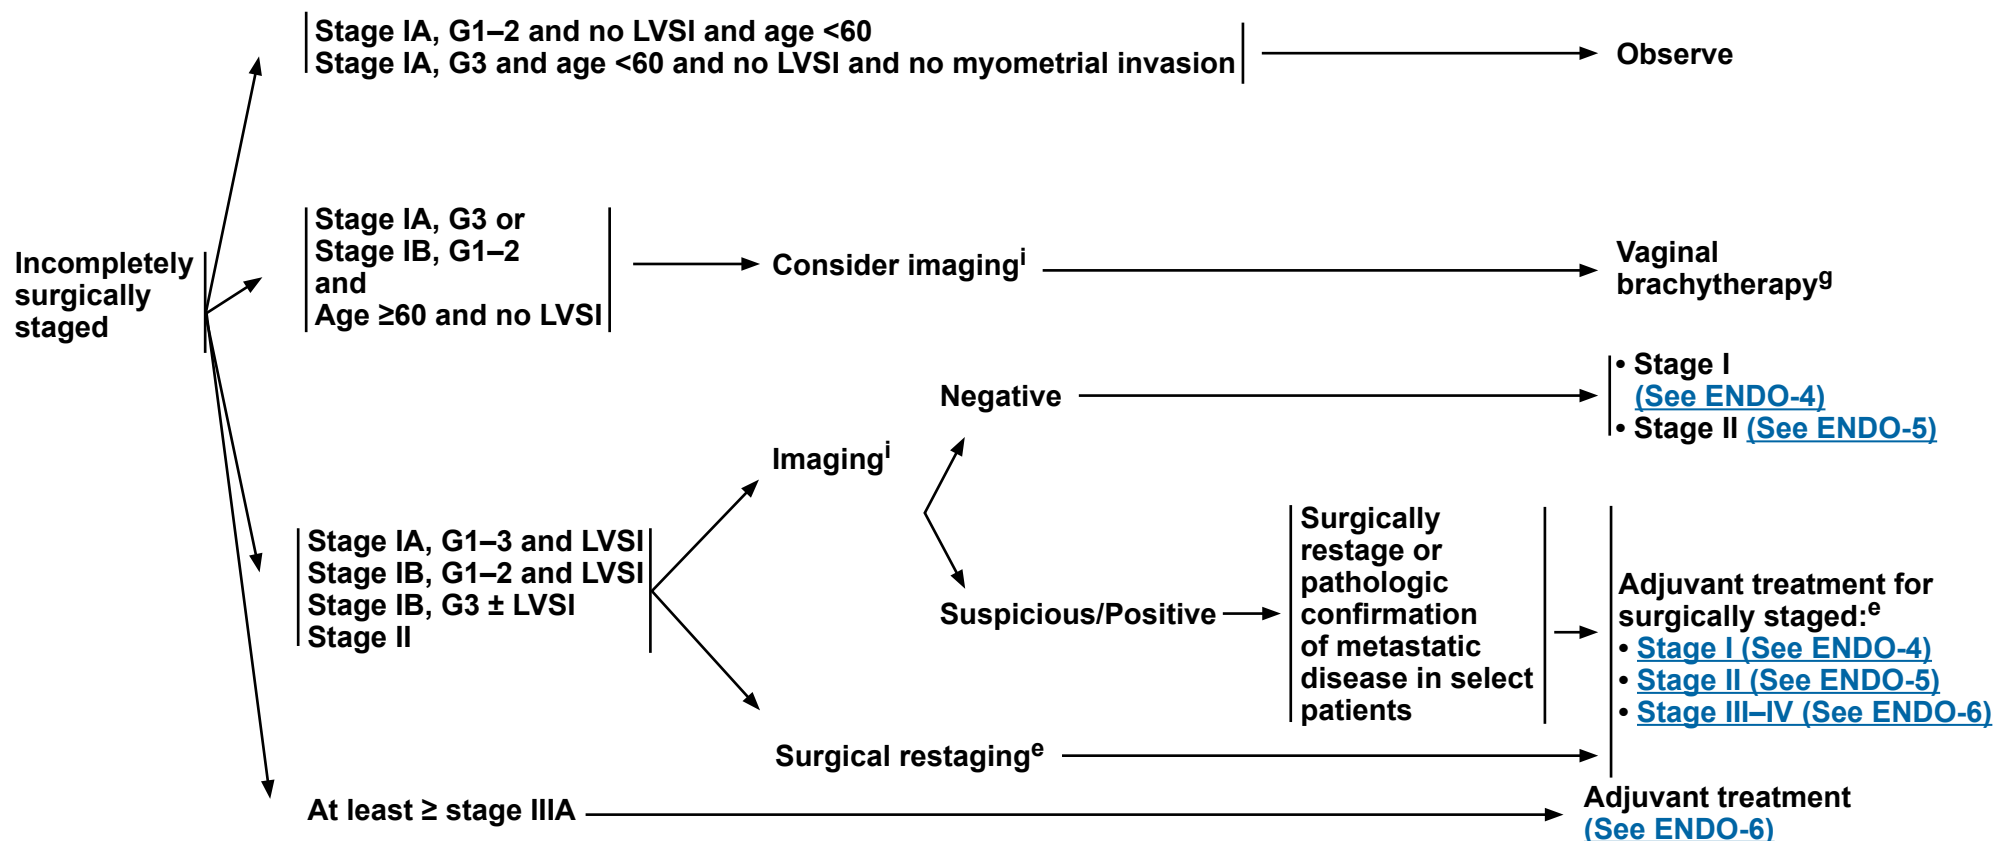 Stage IA, G1–2 and no LVSI and age <60
Stage IA, G3 and age <60 and no LVSI and no myometrial invasion
Observe
Incompletely
surgically
staged
Stage IA, G3 or
Stage IB, G1–2
and
Age ≥60 and no LVSI
Consider imagingⁱ
Vaginal
brachytherapyᵍ
Stage IA, G1–3 and LVSI
Stage IB, G1–2 and LVSI
Stage IB, G3 ± LVSI
Stage II
Imagingⁱ
Negative
• Stage I
(See ENDO-4)
• Stage II (See ENDO-5)
Suspicious/Positive
Surgically
restage or
pathologic
confirmation
of metastatic
disease in select
patients
Adjuvant treatment for
surgically staged:ᵉ
• Stage I (See ENDO-4)
• Stage II (See ENDO-5)
• Stage III–IV (See ENDO-6)
Surgical restagingᵉ
At least ≥ stage IIIA
Adjuvant treatment
(See ENDO-6)